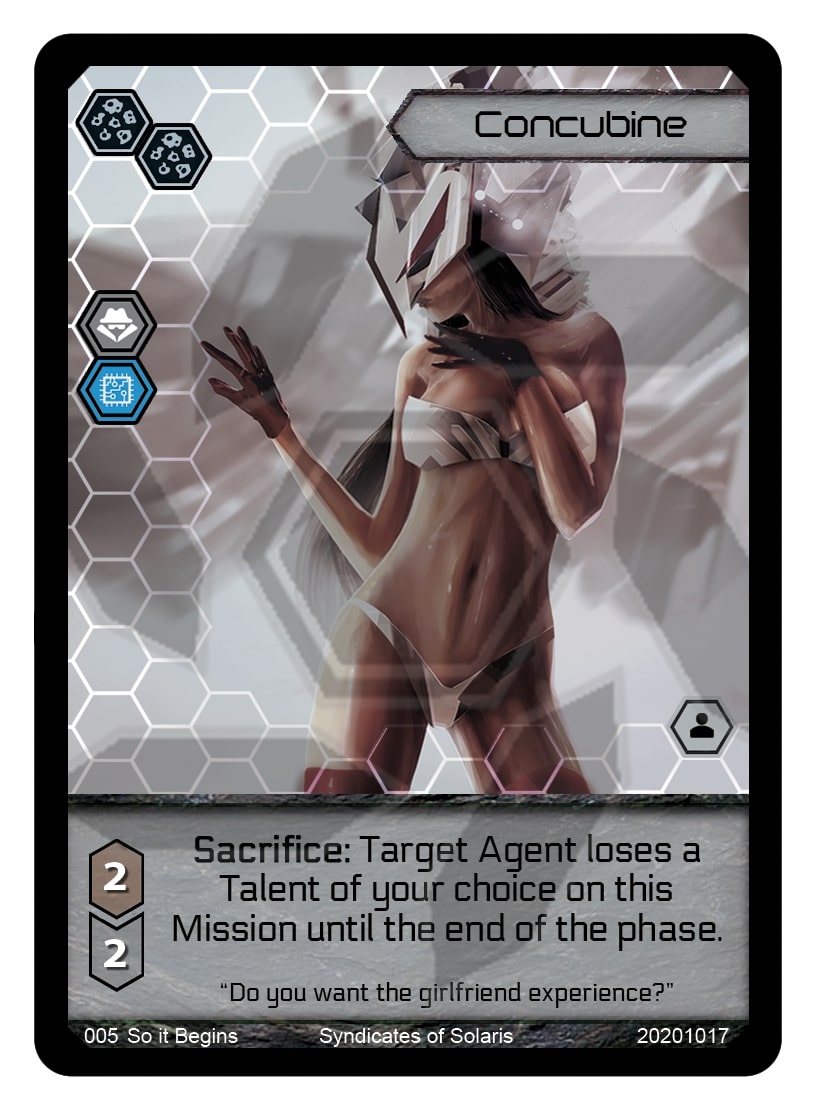 Concubine
2
2
Sacrifice: Target Agent loses a
Talent of your choice on this
Mission until the end of the phase.
“Do you want the girlfriend experience?”
005 So it Begins Syndicates of Solaris 20201017